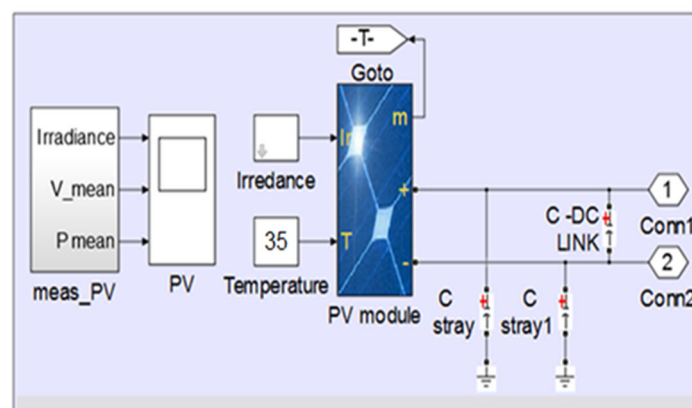 -T-
Goto
Irradiance
V_mean
P mean
meas_PV
PV
Irredance
35
Temperature
Ir
T
m
+
-
PV module
C -DC
LINK
C
stray
C
stray1
1
Conn1
2
Conn2